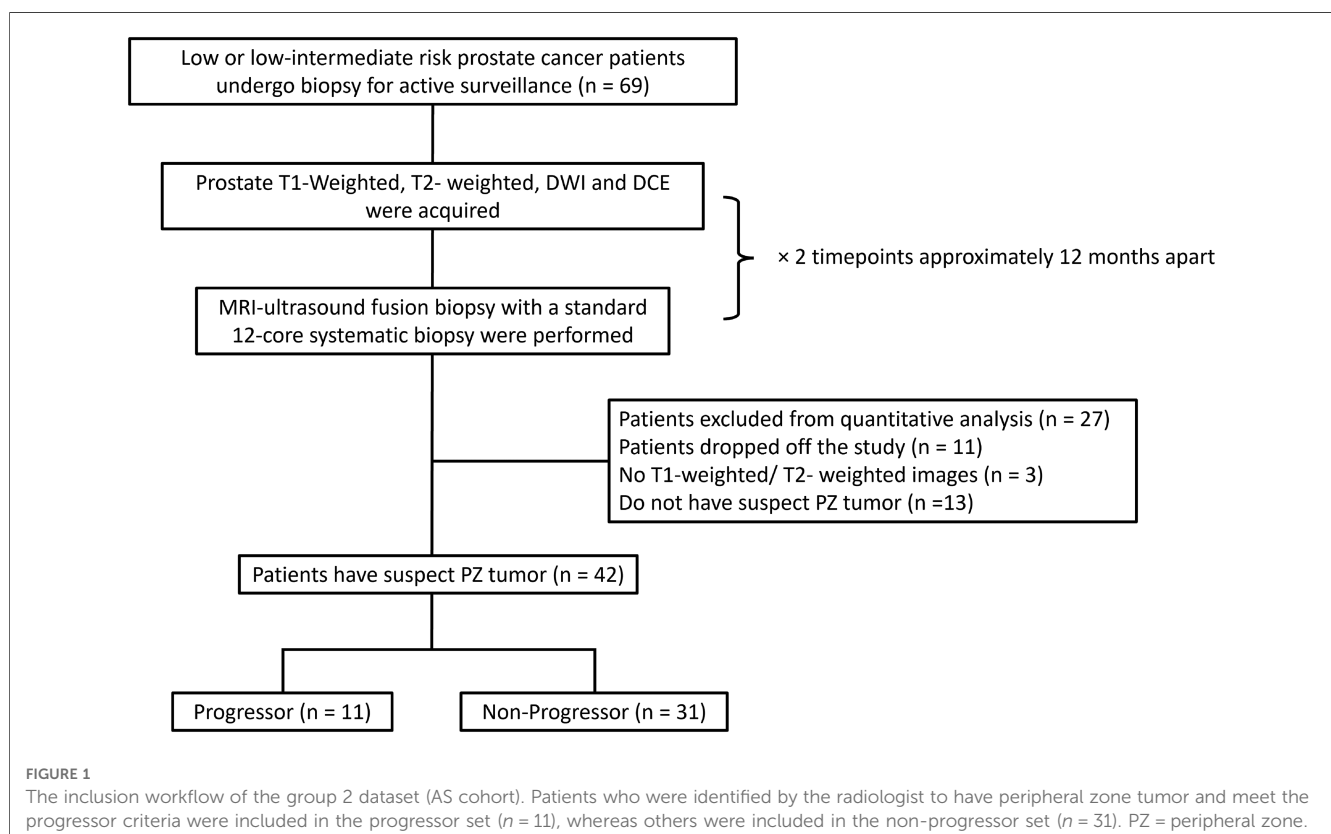 Low or low-intermediate risk prostate cancer patients
undergo biopsy for active surveillance (n = 69)
Prostate T1-Weighted, T2- weighted, DWI and DCE
were acquired
× 2 timepoints approximately 12 months apart
MRI-ultrasound fusion biopsy with a standard
12-core systematic biopsy were performed
Patients excluded from quantitative analysis (n = 27)
Patients dropped off the study (n = 11)
No T1-weighted/ T2- weighted images (n = 3)
Do not have suspect PZ tumor (n =13)
Patients have suspect PZ tumor (n = 42)
Progressor (n = 11)
Non-Progressor (n = 31)
FIGURE 1
The inclusion workflow of the group 2 dataset (AS cohort). Patients who were identified by the radiologist to have peripheral zone tumor and meet the
progressor criteria were included in the progressor set (n = 11), whereas others were included in the non-progressor set (n = 31). PZ = peripheral zone.